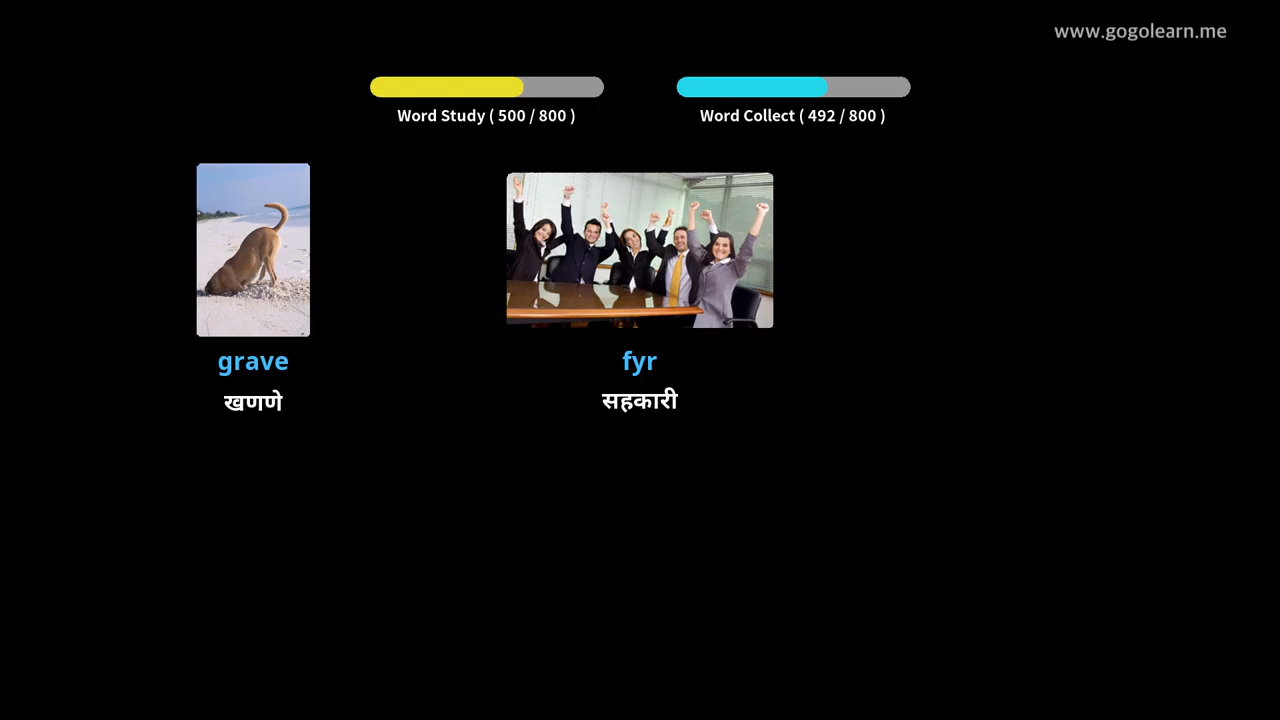 www.gogolearn.me
Word Study ( 500 / 800 )
Word Collect ( 492 / 800 )
grave
खणणे
fyr
सहकारी